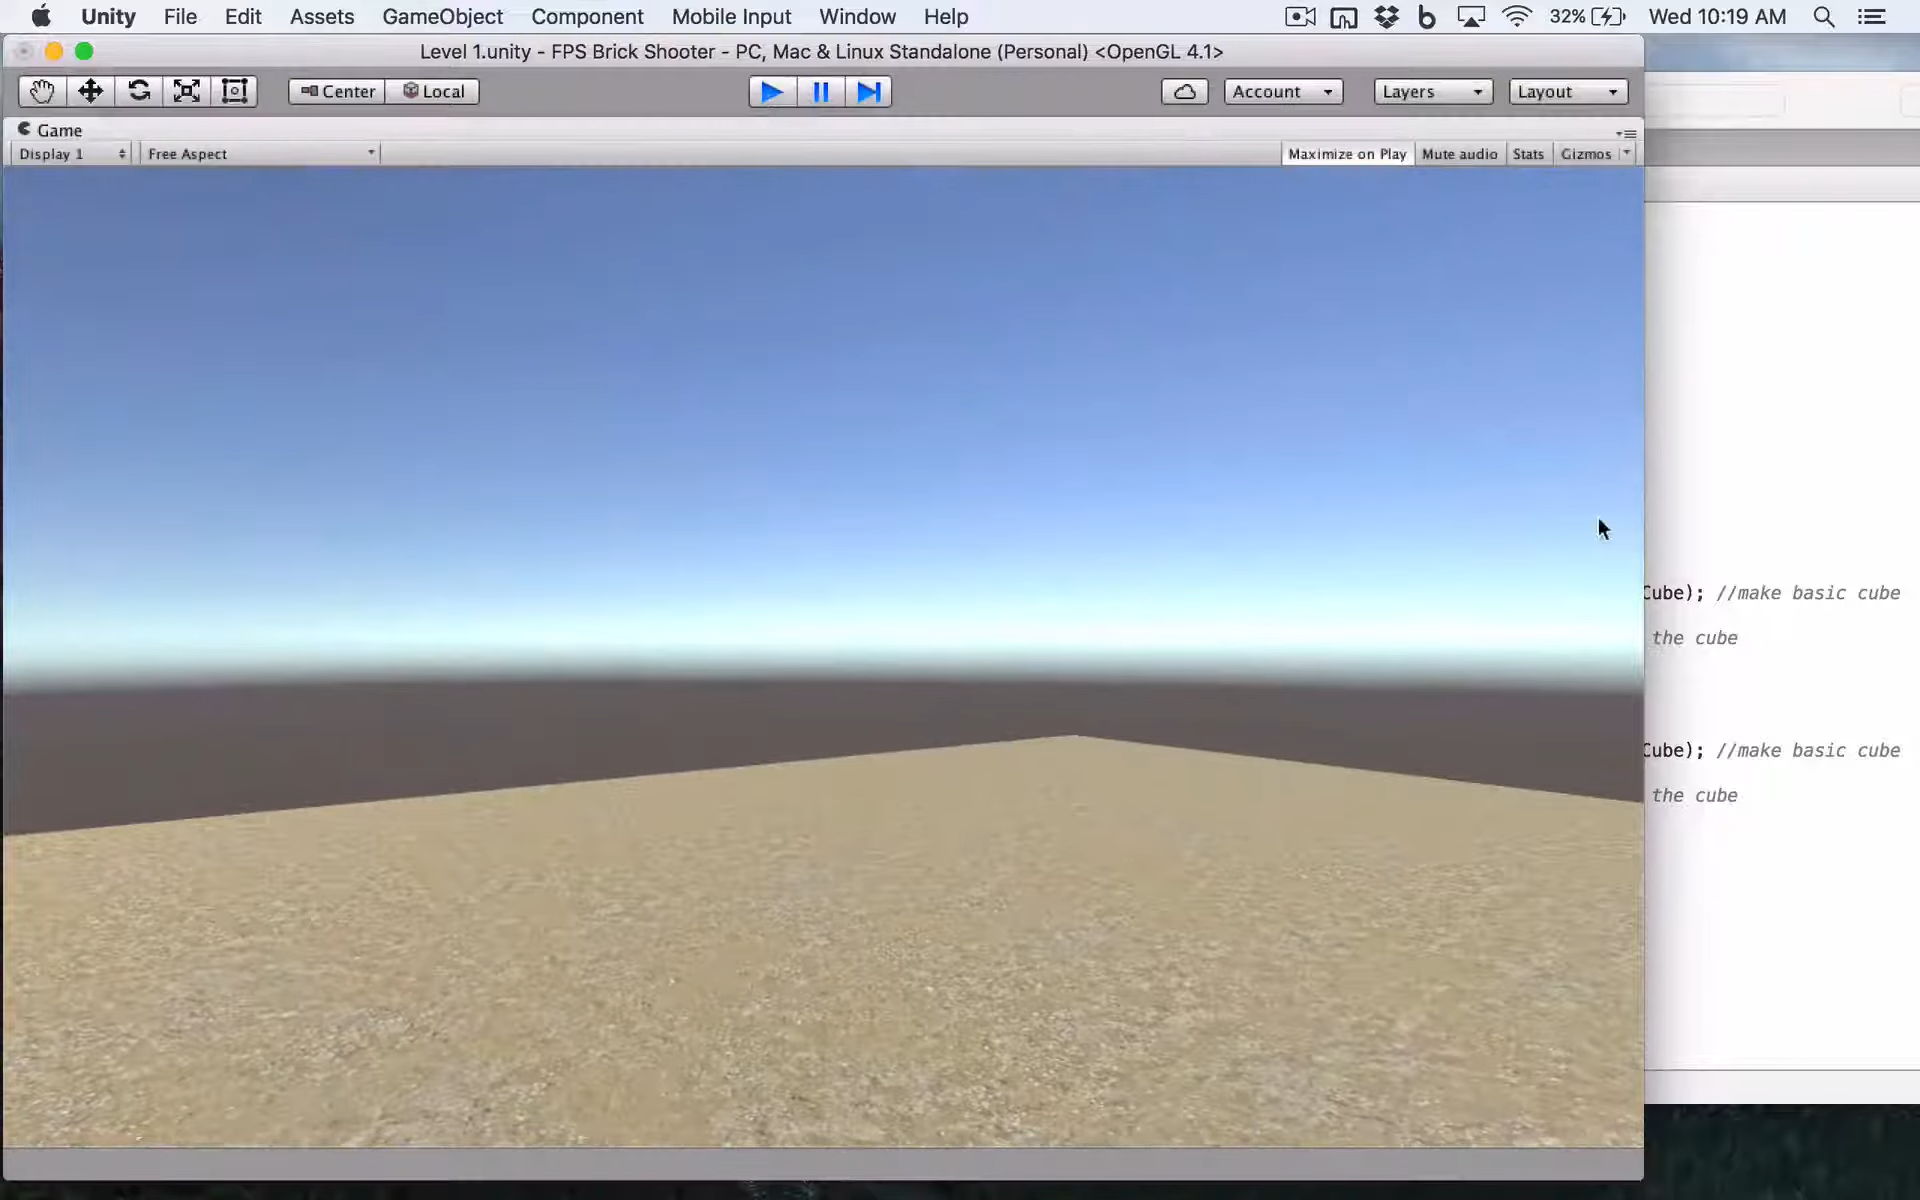 Unity File Edit Assets GameObject Component Mobile Input Window Help 32% Wed 10:19 AM
Level 1.unity - FPS Brick Shooter - PC, Mac & Linux Standalone (Personal) <OpenGL 4.1>
Center Local Account Layers Layout
Game
Display 1 Free Aspect Maximize on Play Mute audio Stats Gizmos
Cube); //make basic cube
the cube
Cube); //make basic cube
the cube